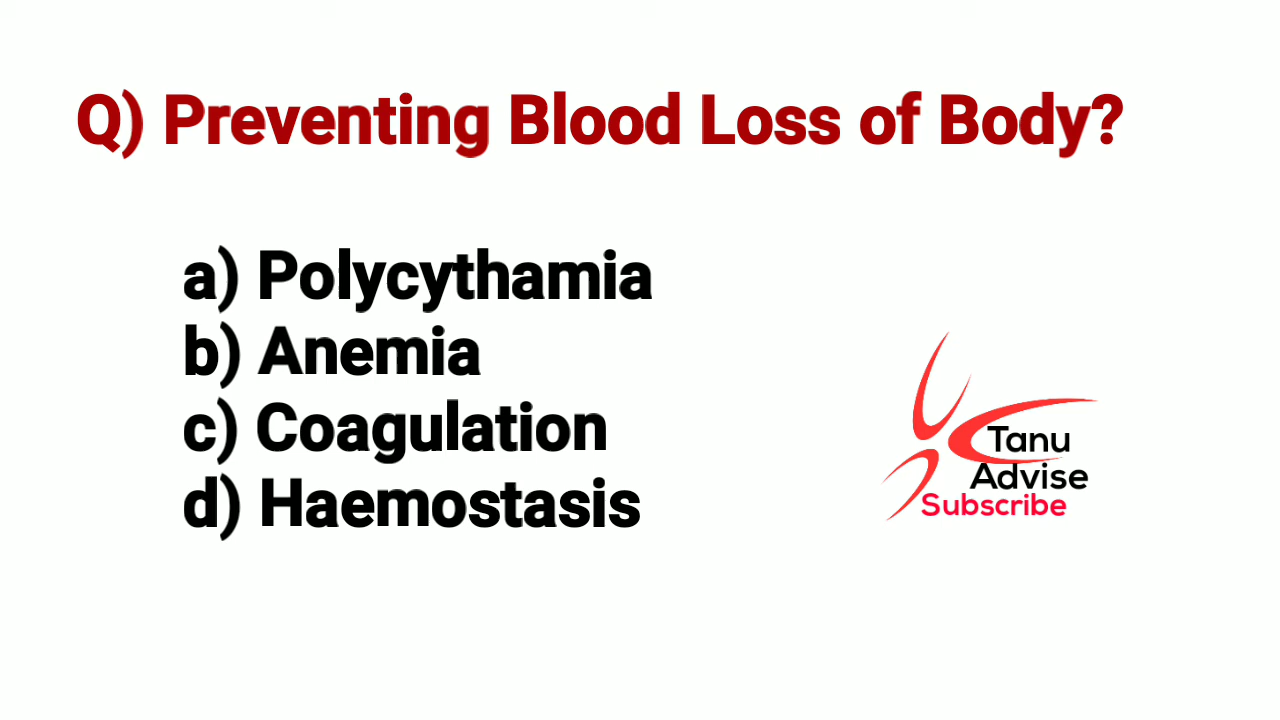 Q) Preventing Blood Loss of Body?
a) Polycythamia
b) Anemia
c) Coagulation
d) Haemostasis
Tanu
Advise
Subscribe